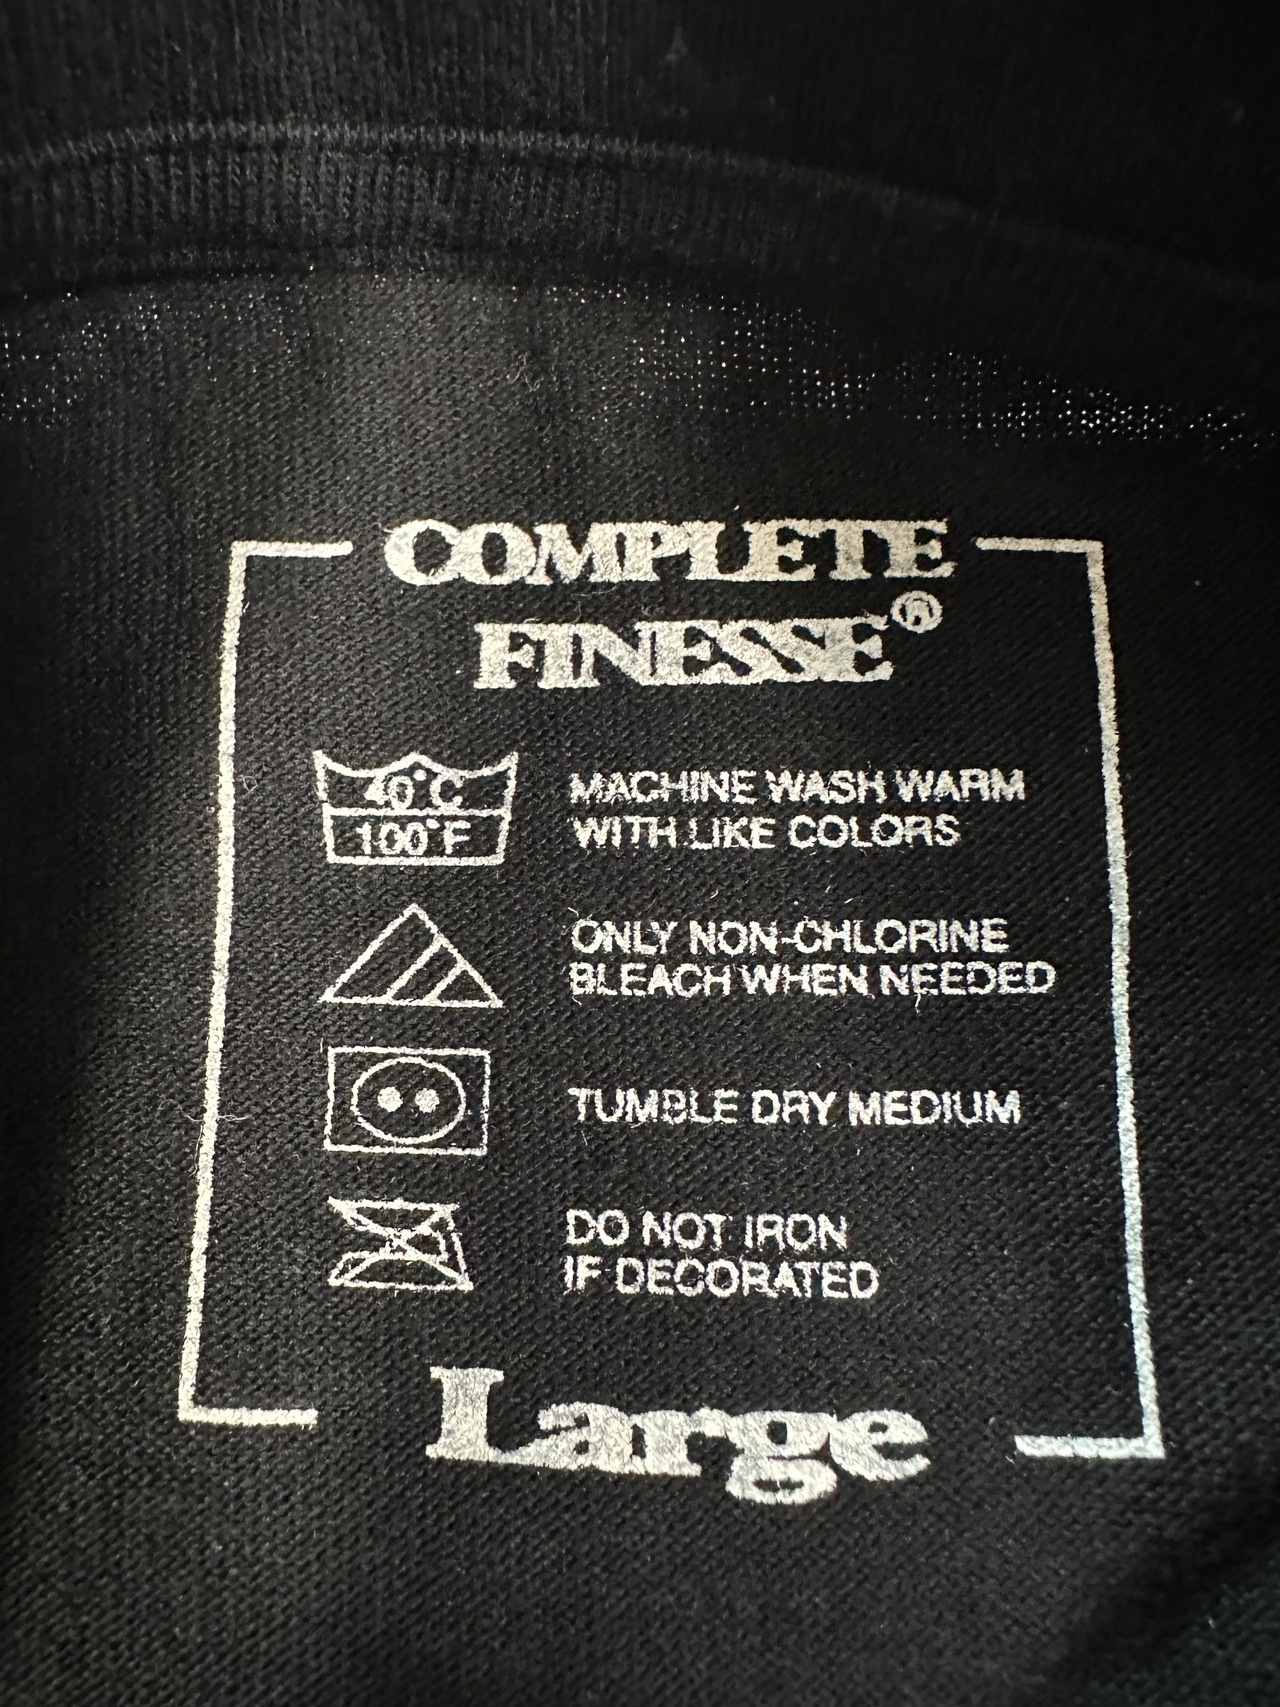 COMPLETE
FINESSE®
40°C
100°F
MACHINE WASH WARM
WITH LIKE COLORS
ONLY NON-CHLORINE
BLEACH WHEN NEEDED
TUMBLE DRY MEDIUM
DO NOT IRON
IF DECORATED
Large